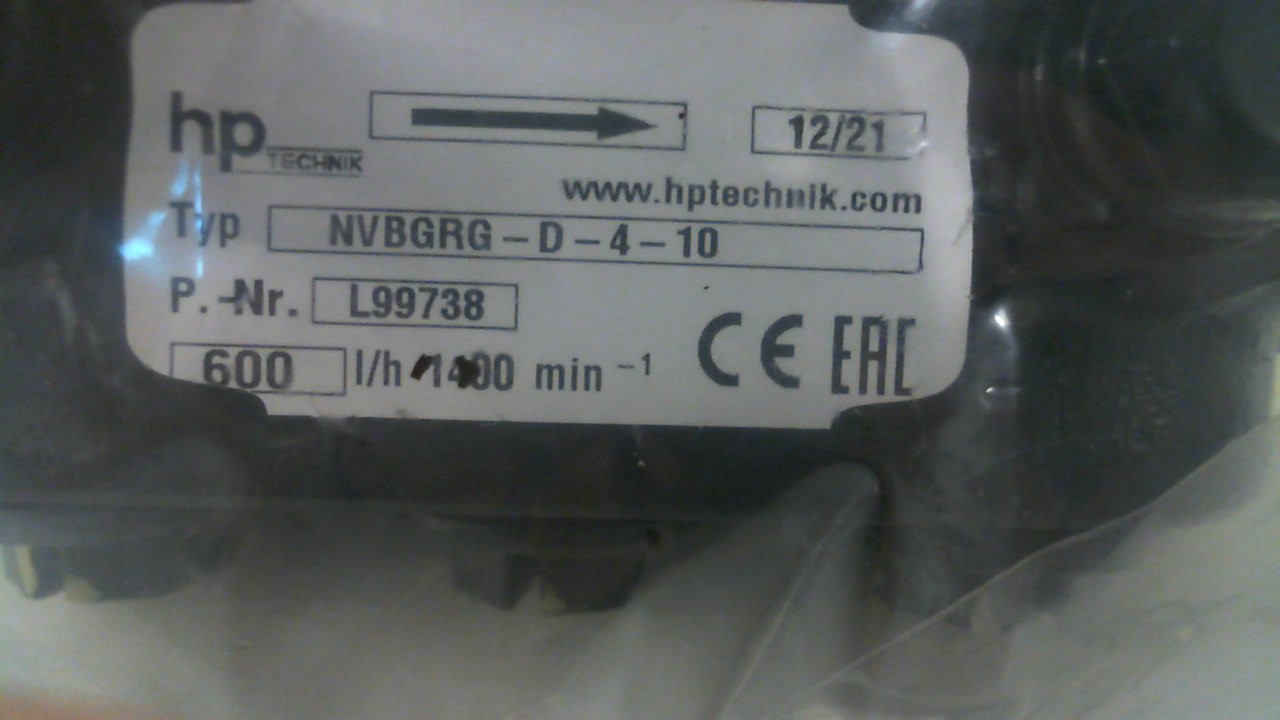 hp TECHNIK
12/21
www.hptechnik.com
Typ NVBGRG-D-4-10
P.-Nr. L99738
600 l/h 1400 min⁻¹
CE EAC